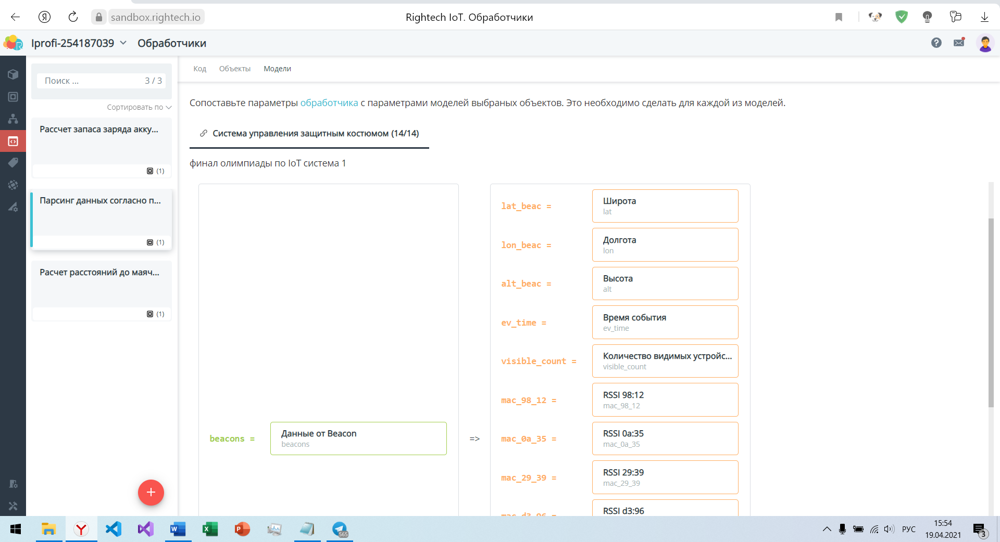 sandbox.rightech.io
Rightech IoT. Обработчики
Iprofi-254187039
Обработчики
Поиск ...
3 / 3
Сортировать по
Рассчет запаса заряда акку...
(1)
Парсинг данных согласно п...
(1)
Расчет расстояний до маяч...
(1)
Код
Объекты
Модели
Сопоставьте параметры обработчика с параметрами моделей выбраных объектов. Это необходимо сделать для каждой из моделей.
Система управления защитным костюмом (14/14)
финал олимпиады по IoT система 1
beacons =
Данные от Beacon
beacons
=>
lat_beac =
Широта
lat
lon_beac =
Долгота
lon
alt_beac =
Высота
alt
ev_time =
Время события
ev_time
visible_count =
Количество видимых устройс...
visible_count
mac_98_12 =
RSSI 98:12
mac_98_12
mac_0a_35 =
RSSI 0a:35
mac_0a_35
mac_29_39 =
RSSI 29:39
mac_29_39
mac_d3_96 =
RSSI d3:96
565
РУС
15:54
19.04.2021
3